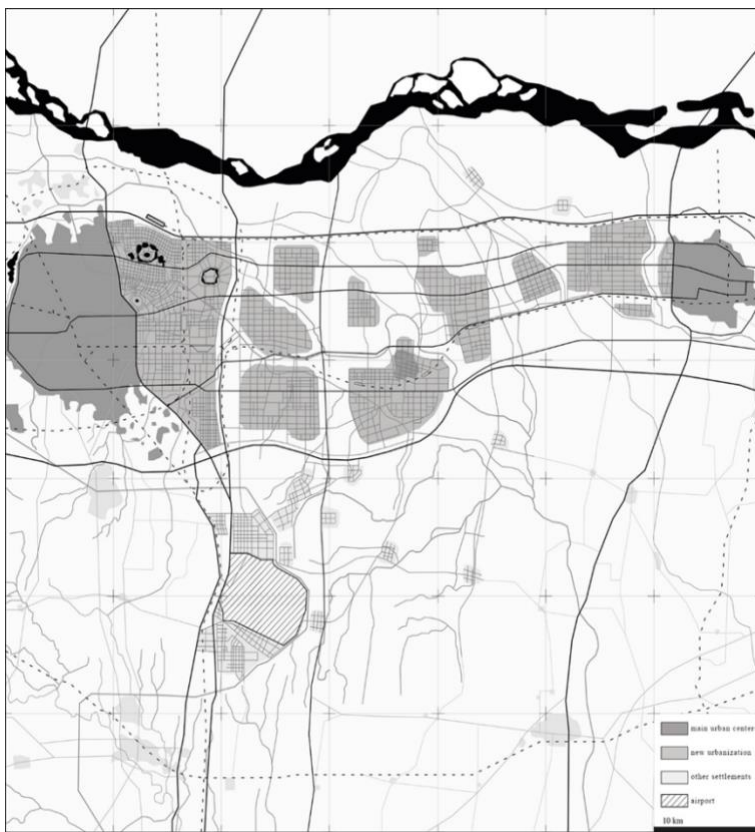 main urban center
new urbanization
other settlements
airport
10 km